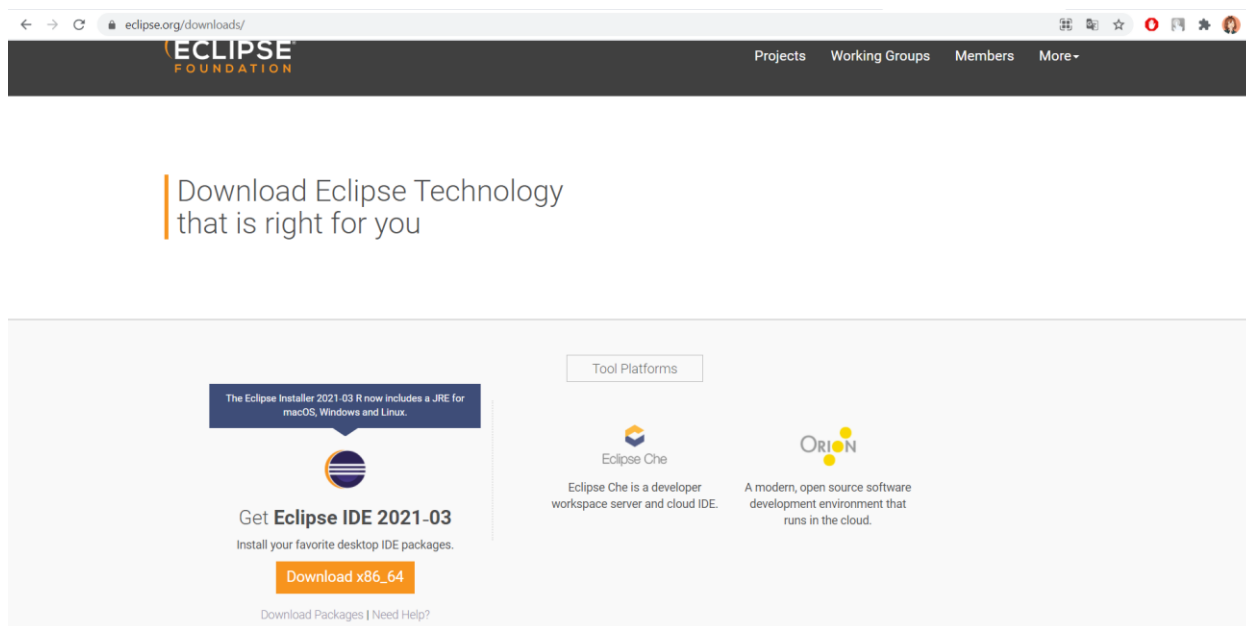 eclipse.org/downloads/
ECLIPSE
FOUNDATION
Projects Working Groups Members More
Download Eclipse Technology
that is right for you
Tool Platforms
The Eclipse Installer 2021-03 R now includes a JRE for
macOS, Windows and Linux.
Get Eclipse IDE 2021-03
Install your favorite desktop IDE packages.
Download x86_64
Download Packages | Need Help?
Eclipse Che
Eclipse Che is a developer
workspace server and cloud IDE.
ORION
A modern, open source software
development environment that
runs in the cloud.